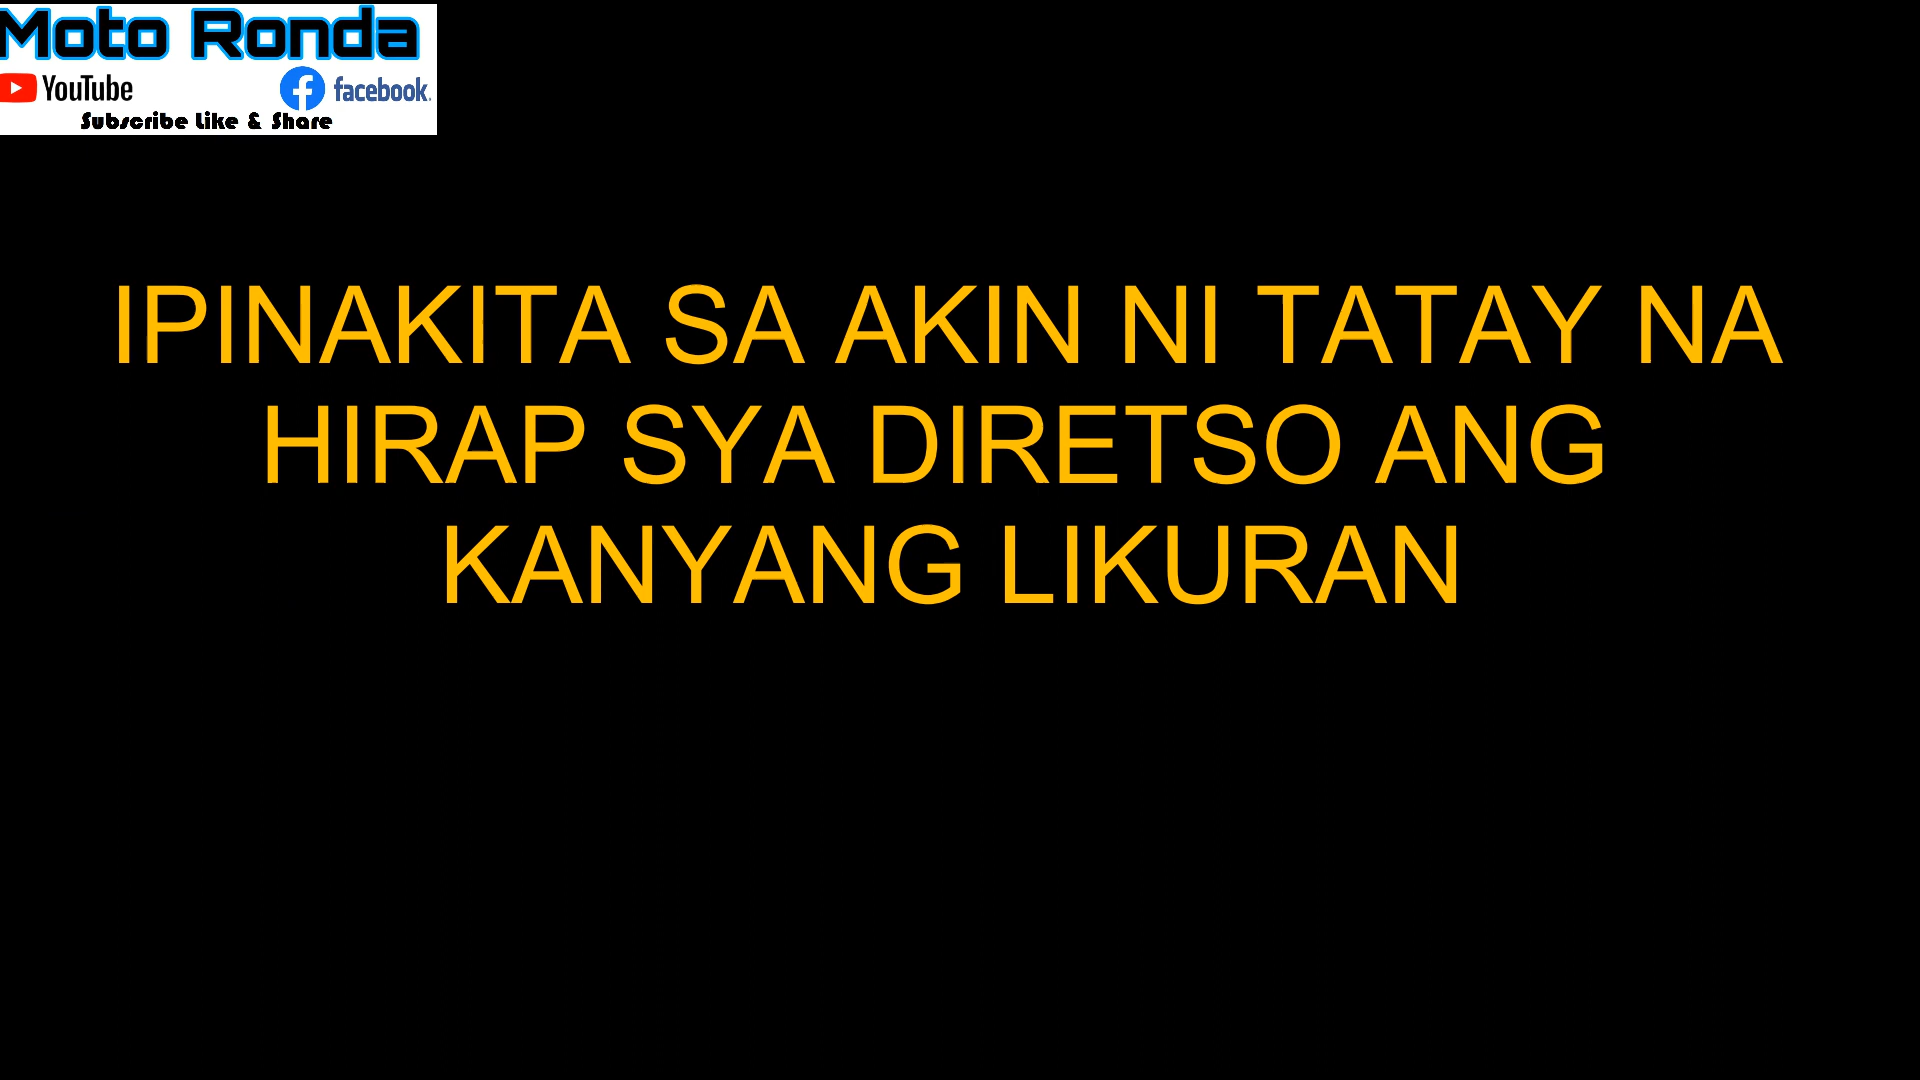 Moto Ronda
YouTube facebook.
Subscribe Like & Share
IPINAKITA SA AKIN NI TATAY NA
HIRAP SYA DIRETSO ANG
KANYANG LIKURAN